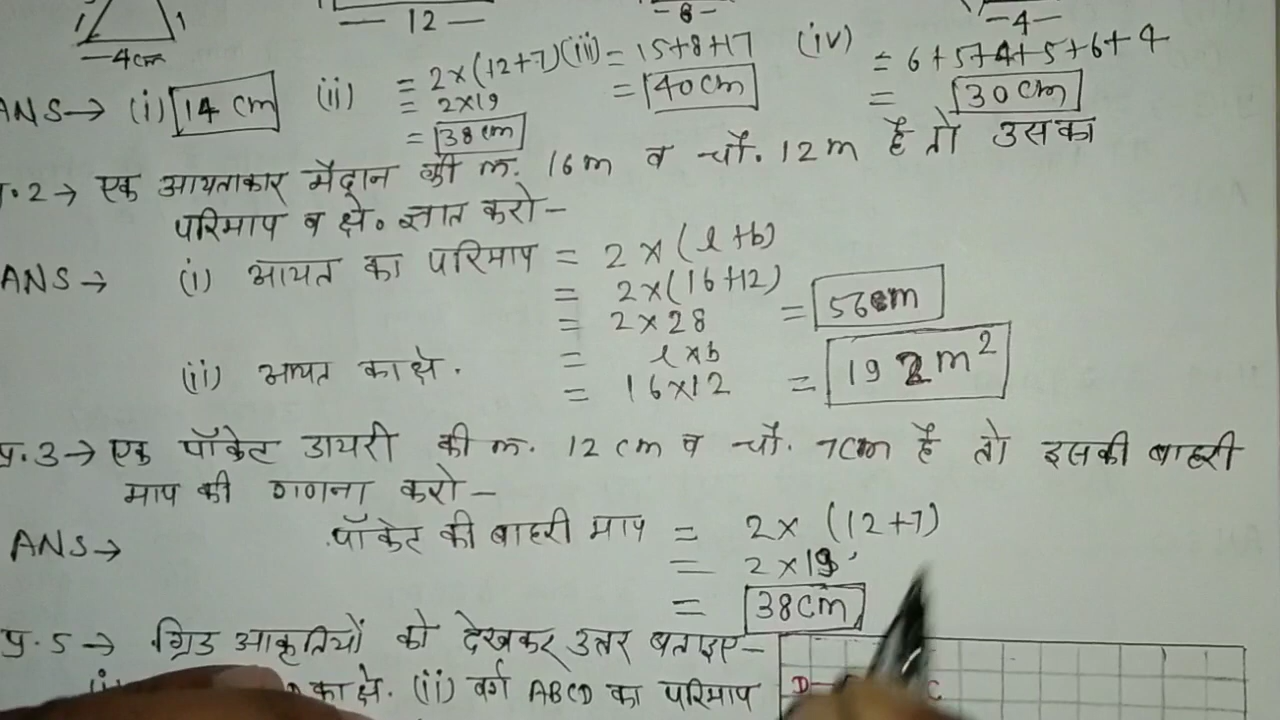 1 1 12 8 4
4cm
ANS → (i) 14 cm (ii) = 2×(12+7) (iii) = 15+8+17 (iv) = 6+5+4+5+6+4
= 2×19 = 40cm = 30cm
= 38cm
प्र.2 → एक आयताकार मैदान की ल. 16m व चौ. 12m है तो उसका
परिमाप व क्षे॰ ज्ञात करो-
ANS → (i) आयत का परिमाप = 2×(l+b)
= 2×(16+12)
= 2×28 = 56m
(ii) आयत का क्षे. = l×b
= 16×12 = 192m²
प्र.3 → एक पॉकेट डायरी की ल. 12cm व चौ. 7cm है तो इसकी बाहरी
माप की गणना करो-
ANS → पॉकेट की बाहरी माप = 2×(12+7)
= 2×19
= 38cm
प्र.5 → ग्रिड आकृतियों को देखकर उत्तर बताइए-
का क्षे. (ii) वर्ग ABCD का परिमाप D C